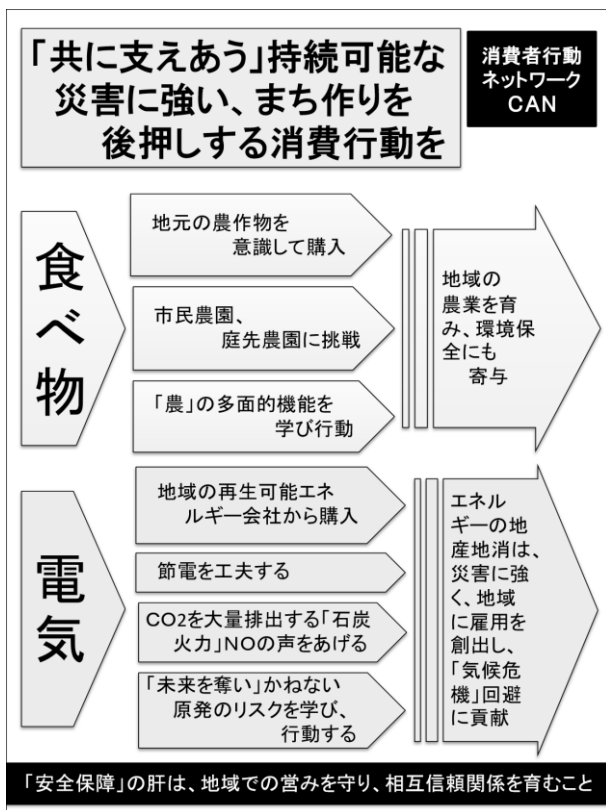 「共に支えあう」持続可能な
災害に強い、まち作りを
後押しする消費行動を
消費者行動
ネットワーク
CAN
食べ物
地元の農作物を
意識して購入
市民農園、
庭先農園に挑戦
「農」の多面的機能を
学び行動
地域の
農業を育
み、環境保
全にも
寄与
電気
地域の再生可能エネ
ルギー会社から購入
節電を工夫する
CO2を大量排出する「石炭
火力」NOの声をあげる
「未来を奪い」かねない
原発のリスクを学び、
行動する
エネル
ギーの地
産地消は、
災害に強
く、地域
に雇用を
創出し、
「気候危
機」回避
に貢献
「安全保障」の肝は、地域での営みを守り、相互信頼関係を育むこと